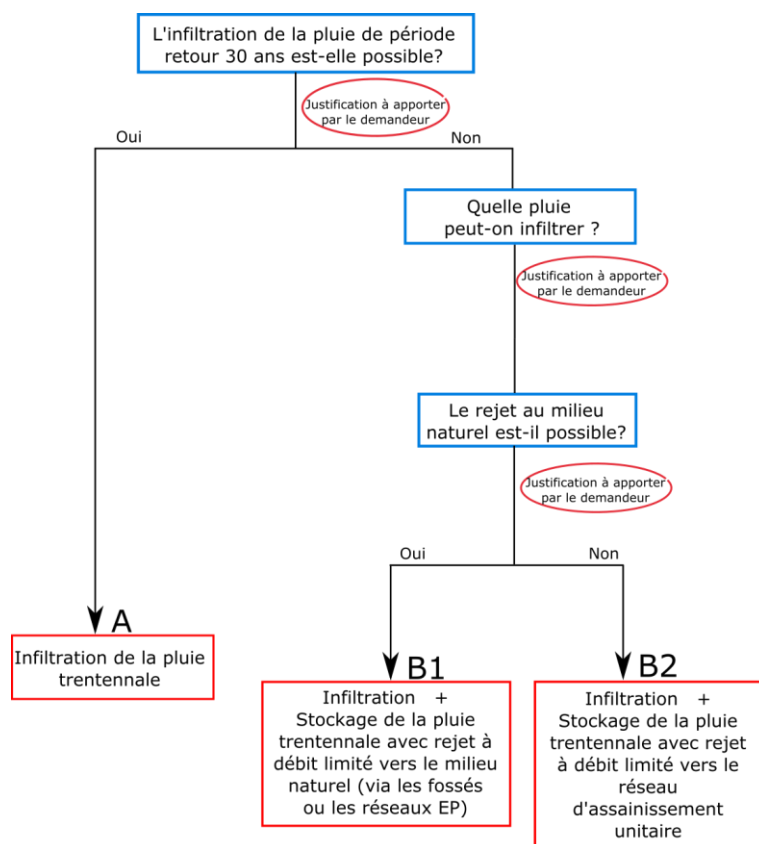 L'infiltration de la pluie de période
retour 30 ans est-elle possible?
Justification à apporter
par le demandeur
Oui
Non
Quelle pluie
peut-on infiltrer ?
Justification à apporter
par le demandeur
Le rejet au milieu
naturel est-il possible?
Justification à apporter
par le demandeur
Oui
Non
A
Infiltration de la pluie
trentennale
B1
Infiltration +
Stockage de la pluie
trentennale avec rejet à
débit limité vers le milieu
naturel (via les fossés
ou les réseaux EP)
B2
Infiltration +
Stockage de la pluie
trentennale avec rejet
à débit limité vers le
réseau
d'assainissement
unitaire